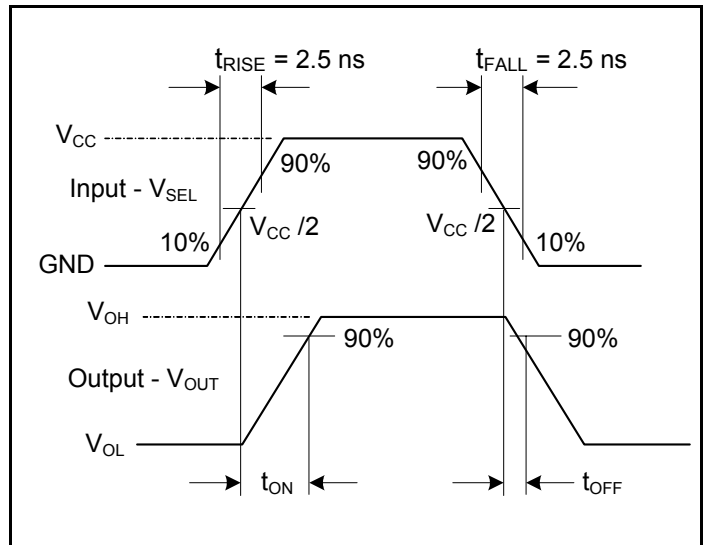 tRISE = 2.5 ns
tFALL = 2.5 ns
VCC
90%
90%
Input - VSEL
VCC /2
VCC /2
10%
10%
GND
VOH
90%
90%
Output - VOUT
VOL
tON
tOFF